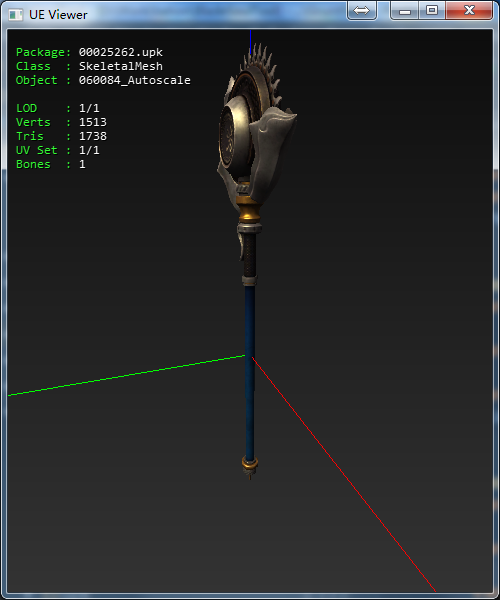 UE Viewer
Package: 00025262.upk
Class : SkeletalMesh
Object : 060084_Autoscale
LOD : 1/1
Verts : 1513
Tris : 1738
UV Set : 1/1
Bones : 1